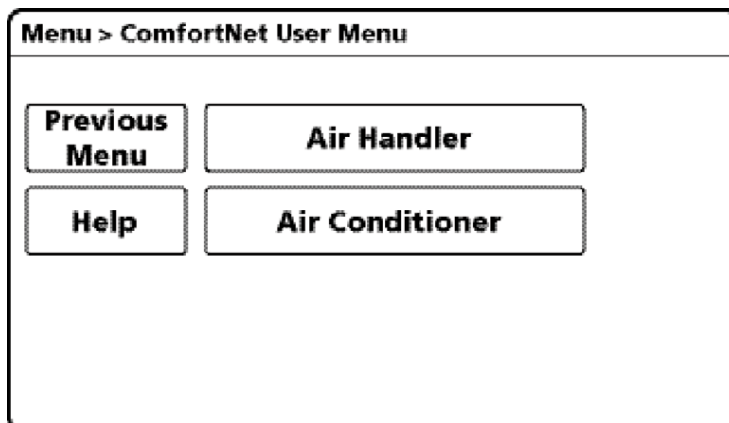 Menu > ComfortNet User Menu
Previous
Menu
Air Handler
Help
Air Conditioner